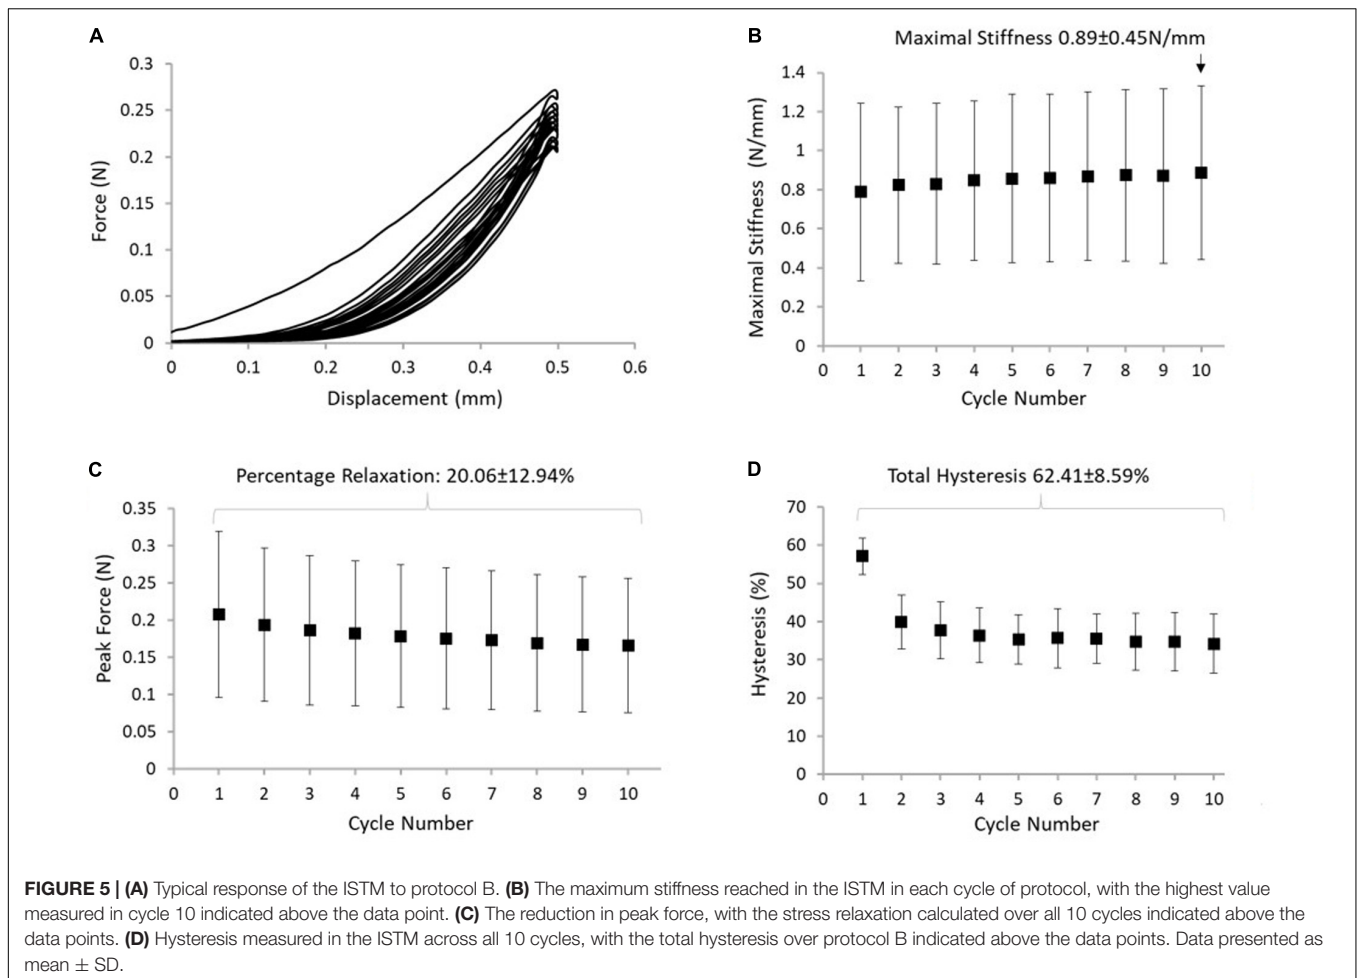 A
0.3
0.25
0.2
0.15
0.1
0.05
0
Force (N)
0 0.1 0.2 0.3 0.4 0.5 0.6
Displacement (mm)
B
Maximal Stiffness 0.89±0.45N/mm
1.4
1.2
1
0.8
0.6
0.4
0.2
0
Maximal Stiffness (N/mm)
0 1 2 3 4 5 6 7 8 9 10
Cycle Number
C
Percentage Relaxation: 20.06±12.94%
0.35
0.3
0.25
0.2
0.15
0.1
0.05
0
Peak Force (N)
0 1 2 3 4 5 6 7 8 9 10
Cycle Number
D
Total Hysteresis 62.41±8.59%
70
60
50
40
30
20
10
0
Hysteresis (%)
0 1 2 3 4 5 6 7 8 9 10
Cycle Number
FIGURE 5 | (A) Typical response of the ISTM to protocol B. (B) The maximum stiffness reached in the ISTM in each cycle of protocol, with the highest value
measured in cycle 10 indicated above the data point. (C) The reduction in peak force, with the stress relaxation calculated over all 10 cycles indicated above the
data points. (D) Hysteresis measured in the ISTM across all 10 cycles, with the total hysteresis over protocol B indicated above the data points. Data presented as
mean ± SD.